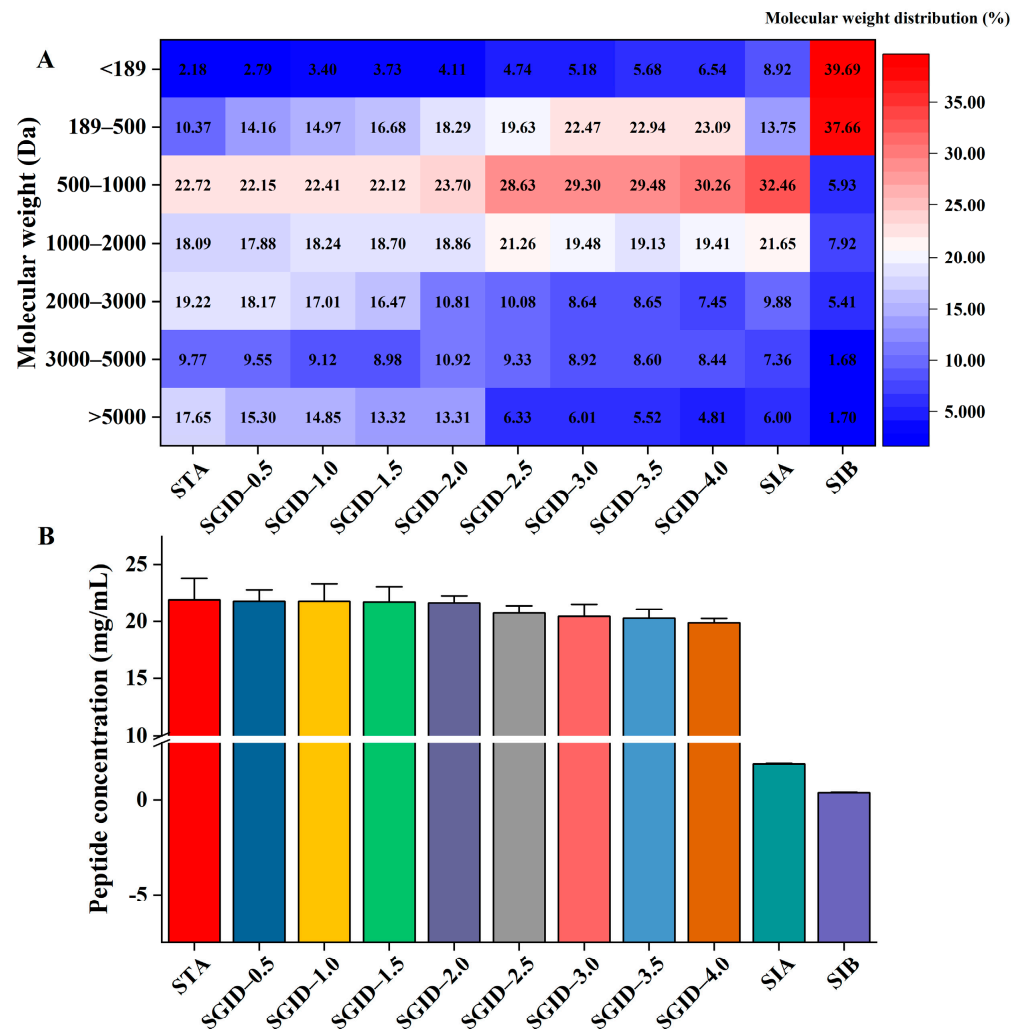 Molecular weight distribution (%)
A
Molecular weight (Da)
<189 2.18 2.79 3.40 3.73 4.11 4.74 5.18 5.68 6.54 8.92 39.69
189–500 10.37 14.16 14.97 16.68 18.29 19.63 22.47 22.94 23.09 13.75 37.66
500–1000 22.72 22.15 22.41 22.12 23.70 28.63 29.30 29.48 30.26 32.46 5.93
1000–2000 18.09 17.88 18.24 18.70 18.86 21.26 19.48 19.13 19.41 21.65 7.92
2000–3000 19.22 18.17 17.01 16.47 10.81 10.08 8.64 8.65 7.45 9.88 5.41
3000–5000 9.77 9.55 9.12 8.98 10.92 9.33 8.92 8.60 8.44 7.36 1.68
>5000 17.65 15.30 14.85 13.32 13.31 6.33 6.01 5.52 4.81 6.00 1.70
STA SGID–0.5 SGID–1.0 SGID–1.5 SGID–2.0 SGID–2.5 SGID–3.0 SGID–3.5 SGID–4.0 SIA SIB
35.00
30.00
25.00
20.00
15.00
10.00
5.000
B
Peptide concentration (mg/mL)
25
20
15
10
0
-5
STA SGID–0.5 SGID–1.0 SGID–1.5 SGID–2.0 SGID–2.5 SGID–3.0 SGID–3.5 SGID–4.0 SIA SIB